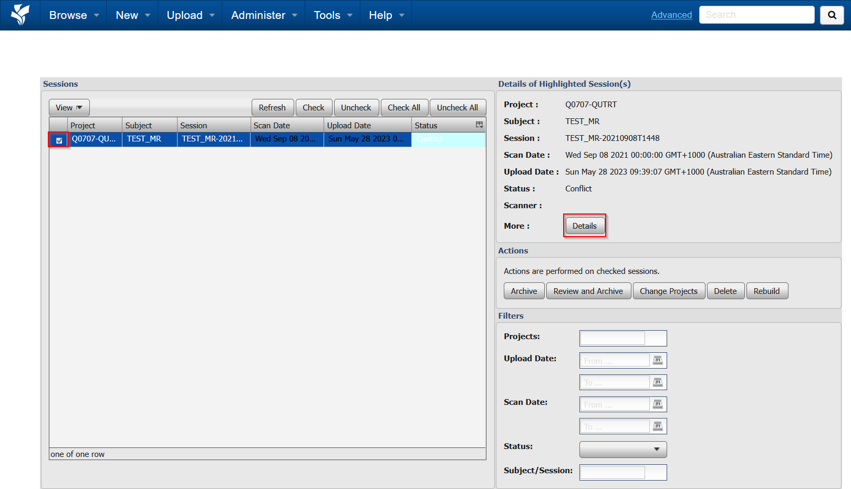 Browse New Upload Administer Tools Help Advanced Search
Sessions
View Refresh Check Uncheck Check All Uncheck All
Project Subject Session Scan Date Upload Date Status
Q0707-QU... TEST_MR TEST_MR-2021... Wed Sep 08 20... Sun May 28 2023 0...
one of one row
Details of Highlighted Session(s)
Project : Q0707-QUTRT
Subject : TEST_MR
Session : TEST_MR-20210908T1448
Scan Date : Wed Sep 08 2021 00:00:00 GMT+1000 (Australian Eastern Standard Time)
Upload Date : Sun May 28 2023 09:39:07 GMT+1000 (Australian Eastern Standard Time)
Status : Conflict
Scanner :
More : Details
Actions
Actions are performed on checked sessions.
Archive Review and Archive Change Projects Delete Rebuild
Filters
Projects:
Upload Date: From ...
To ...
Scan Date: From ...
To ...
Status:
Subject/Session: